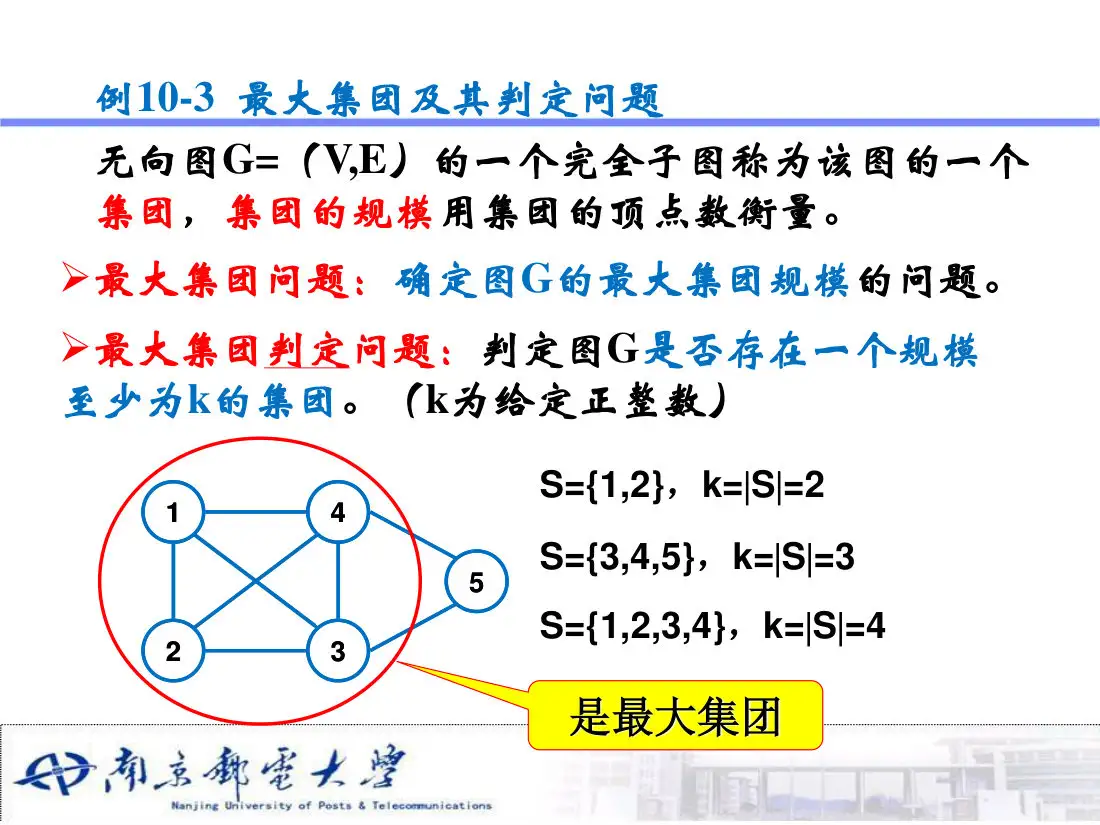 例10-3 最大集团及其判定问题
无向图G=（V,E）的一个完全子图称为该图的一个
集团，集团的规模用集团的顶点数衡量。
➢最大集团问题：确定图G的最大集团规模的问题。
➢最大集团判定问题：判定图G是否存在一个规模
至少为k的集团。（k为给定正整数）
S={1,2}，k=|S|=2
1
4
S={3,4,5}，k=|S|=3
5
S={1,2,3,4}，k=|S|=4
2
3
是最大集团
南京邮电大学
Nanjing University of Posts & Telecommunications